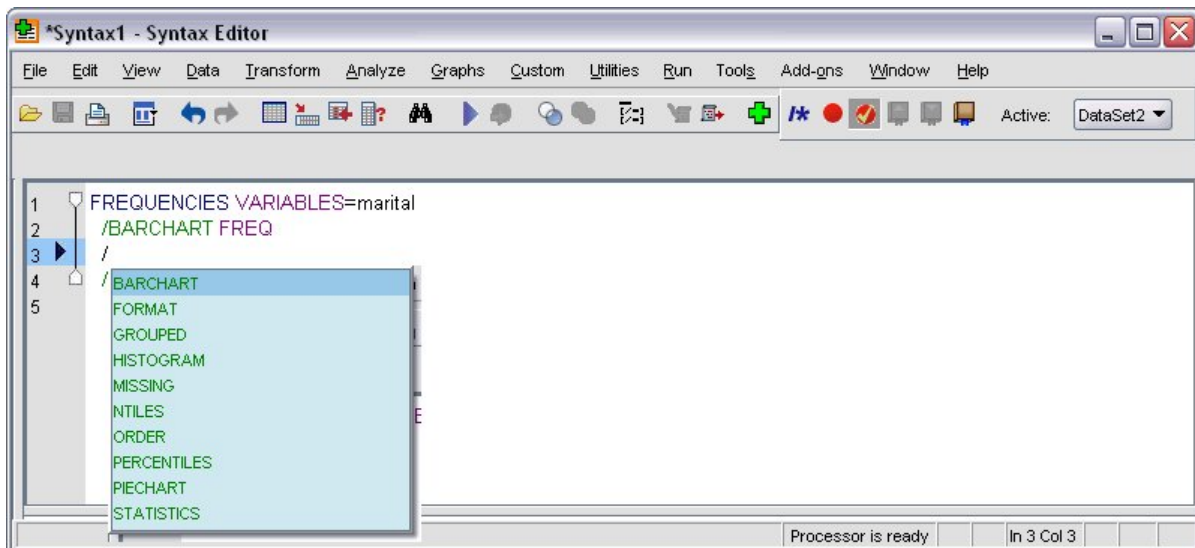 *Syntax1 - Syntax Editor
File Edit View Data Transform Analyze Graphs Custom Utilities Run Tools Add-ons Window Help
Active: DataSet2
1 FREQUENCIES VARIABLES=marital
2 /BARCHART FREQ
3 /
4 /
5
BARCHART
FORMAT
GROUPED
HISTOGRAM
MISSING
NTILES
ORDER
PERCENTILES
PIECHART
STATISTICS
Processor is ready In 3 Col 3